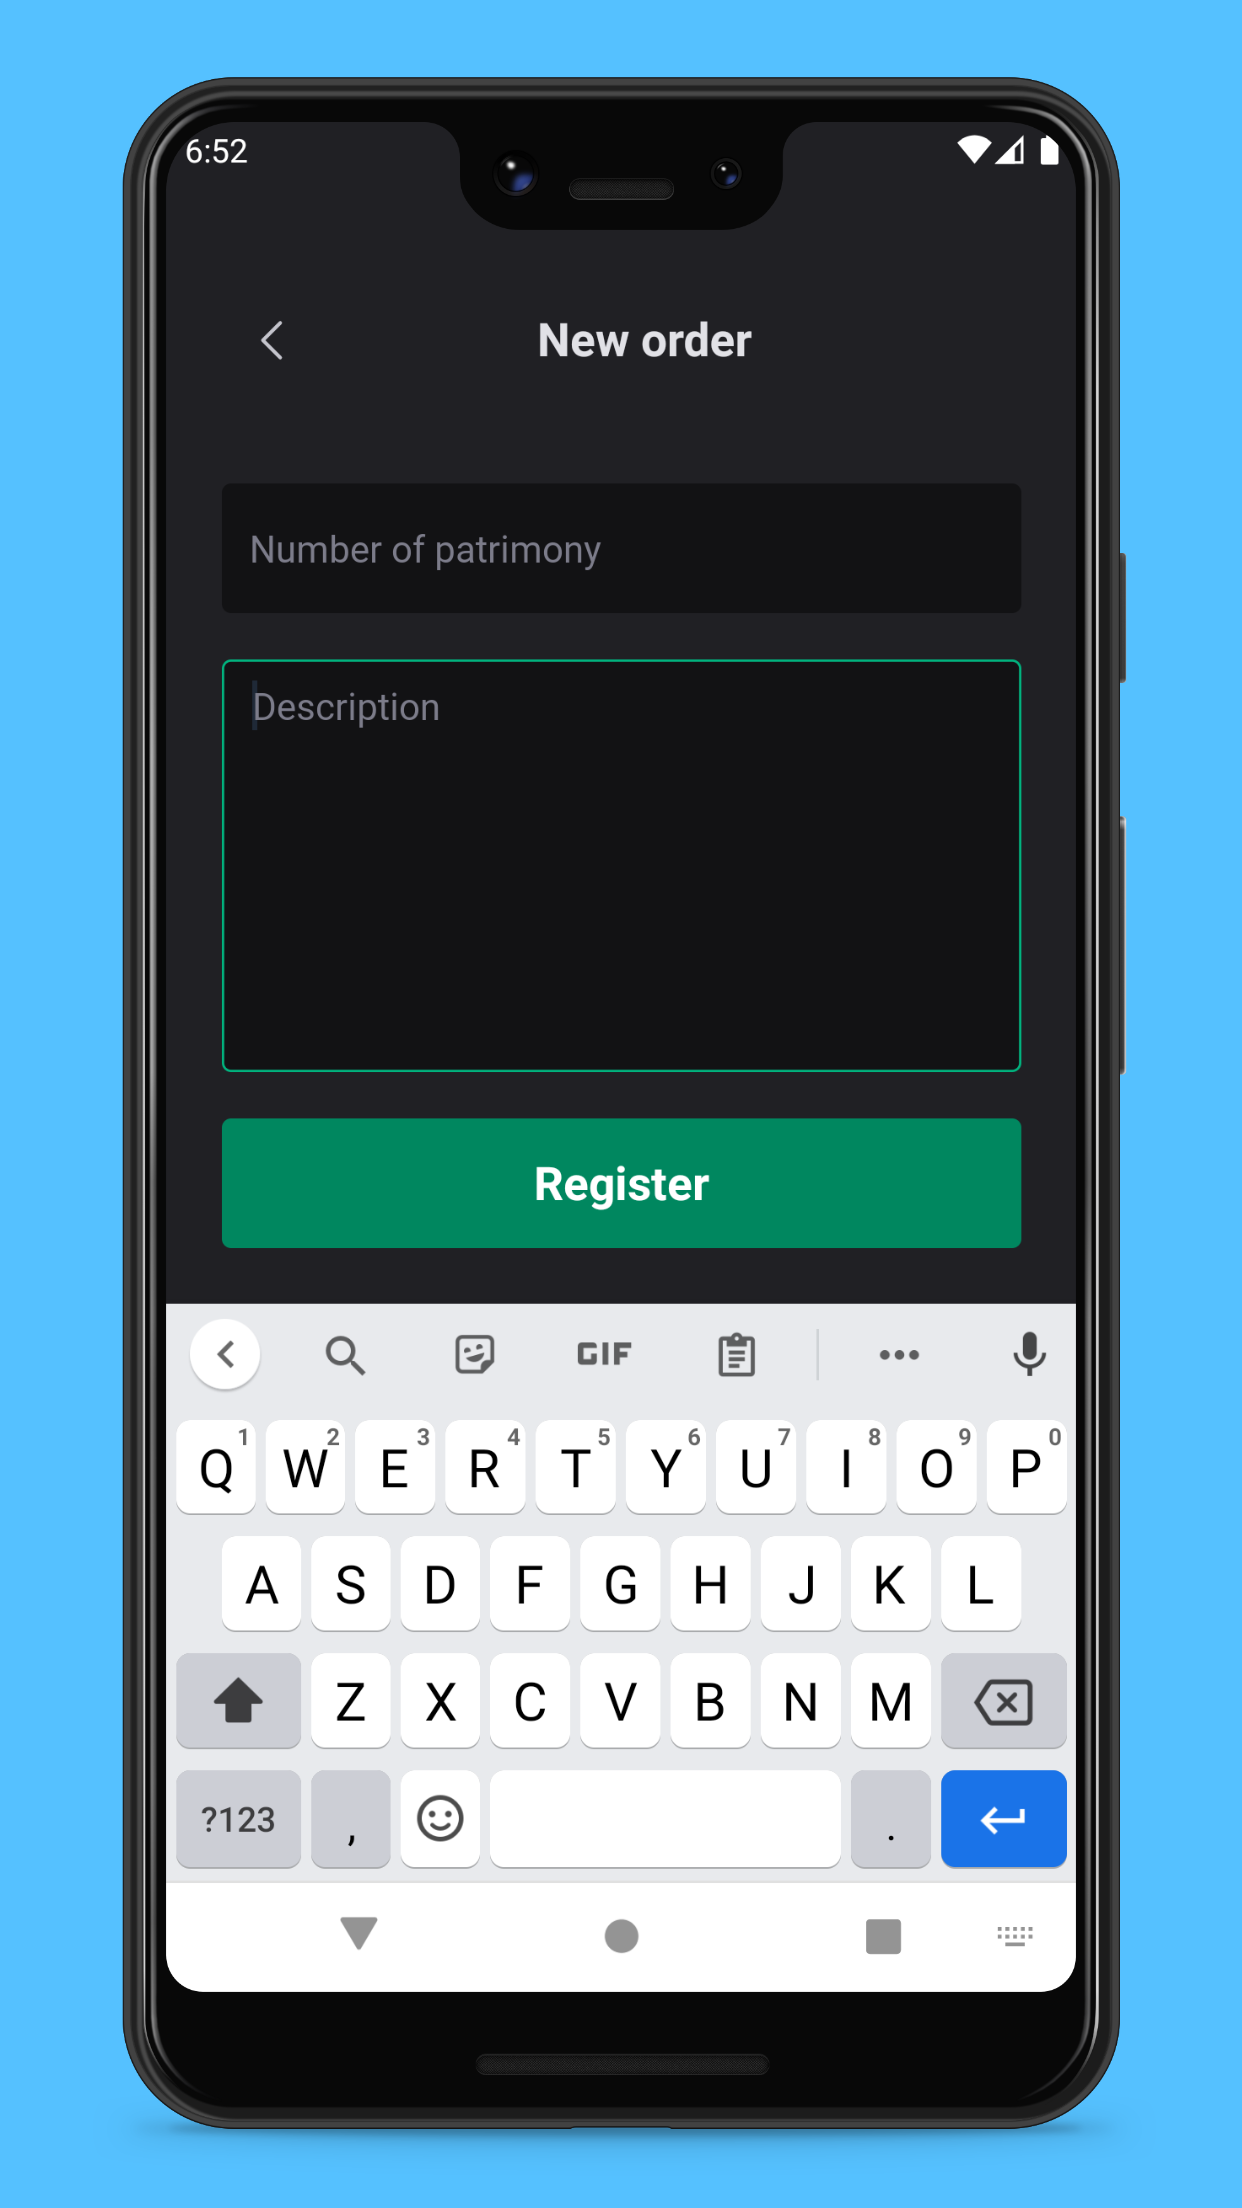 6:52
New order
Number of patrimony
Description
Register
GIF
Q 1 W 2 E 3 R 4 T 5 Y 6 U 7 I 8 O 9 P 0
A S D F G H J K L
Z X C V B N M
?123 , .